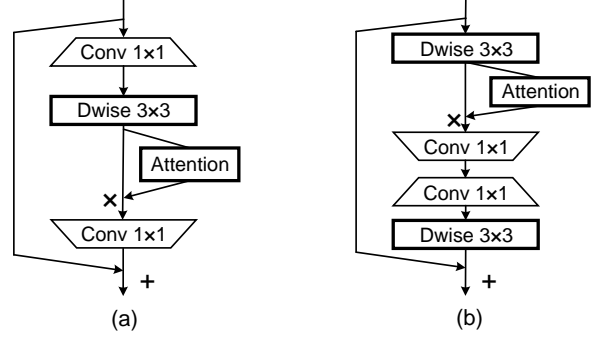 Conv 1×1
Dwise 3×3
Attention
×
Conv 1×1
+
(a)
Dwise 3×3
Attention
×
Conv 1×1
Conv 1×1
Dwise 3×3
+
(b)